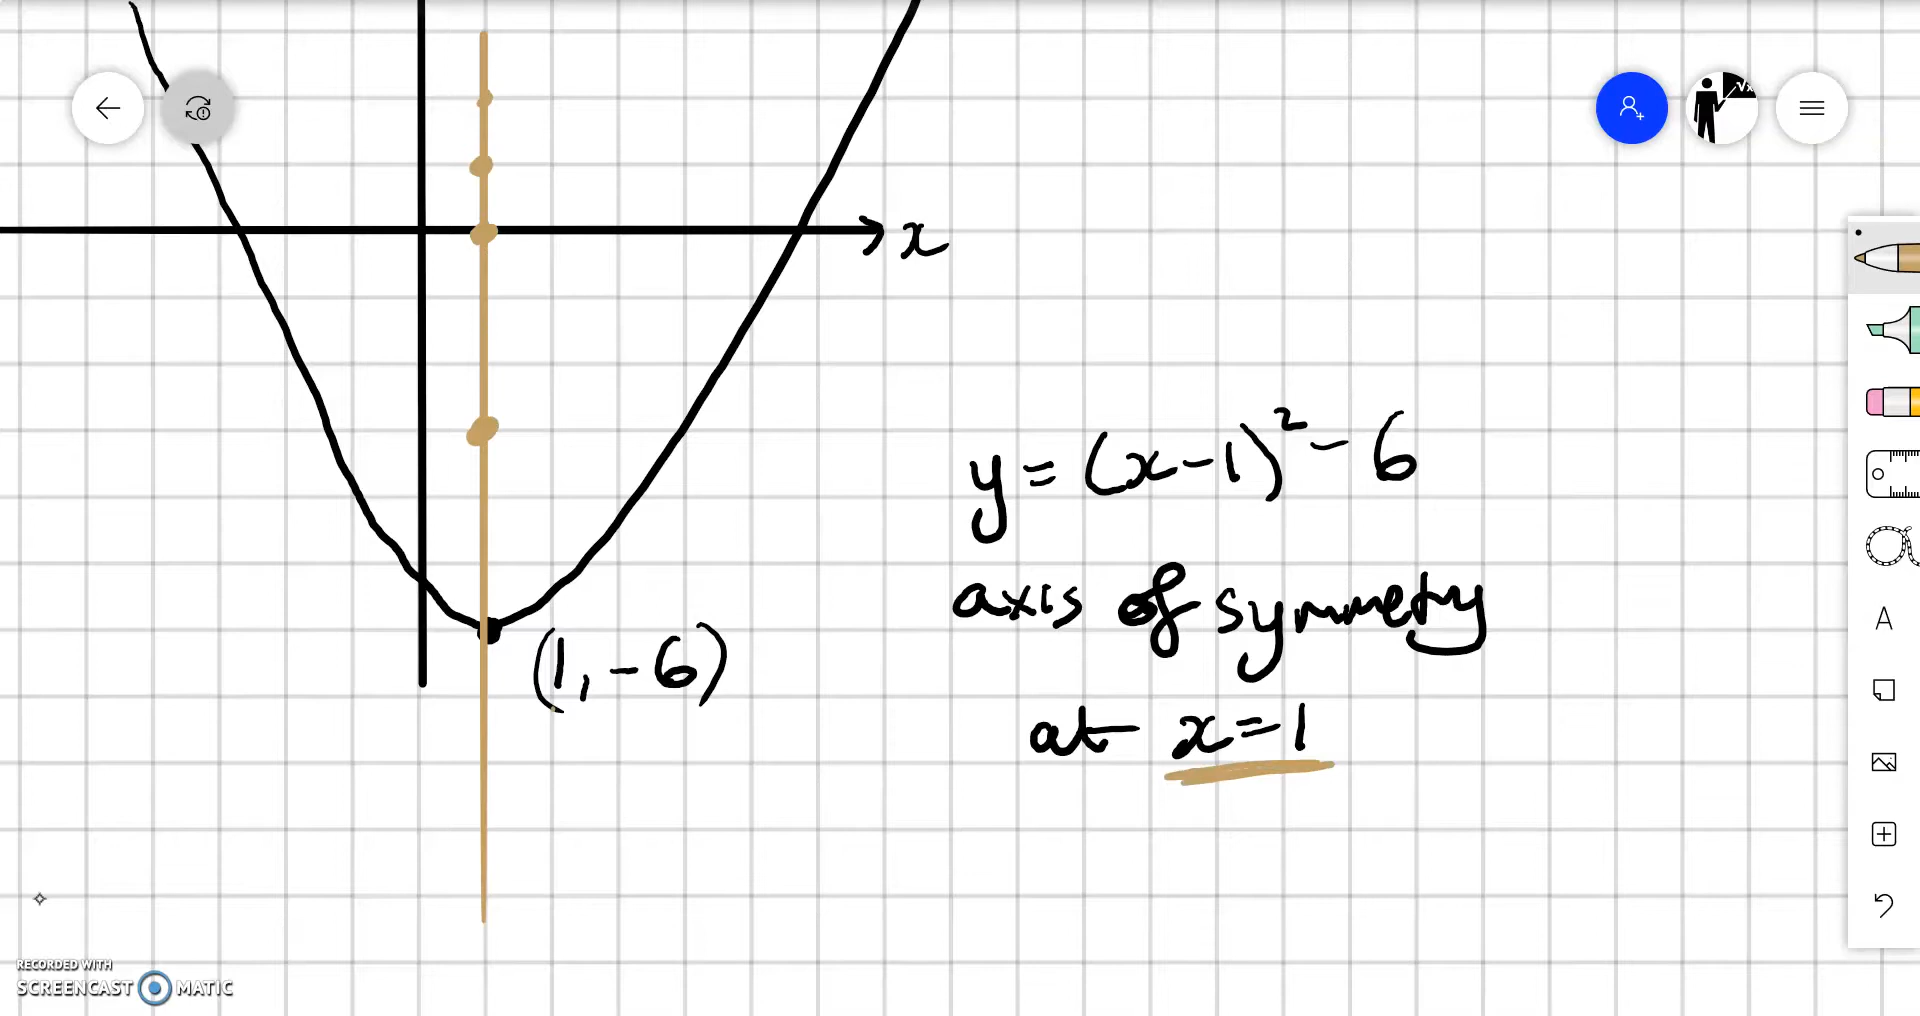 √x
x
y = (x-1)² - 6
axis of symmetry
(1, -6)
at x=1
A
RECORDED WITH
SCREENCAST MATIC